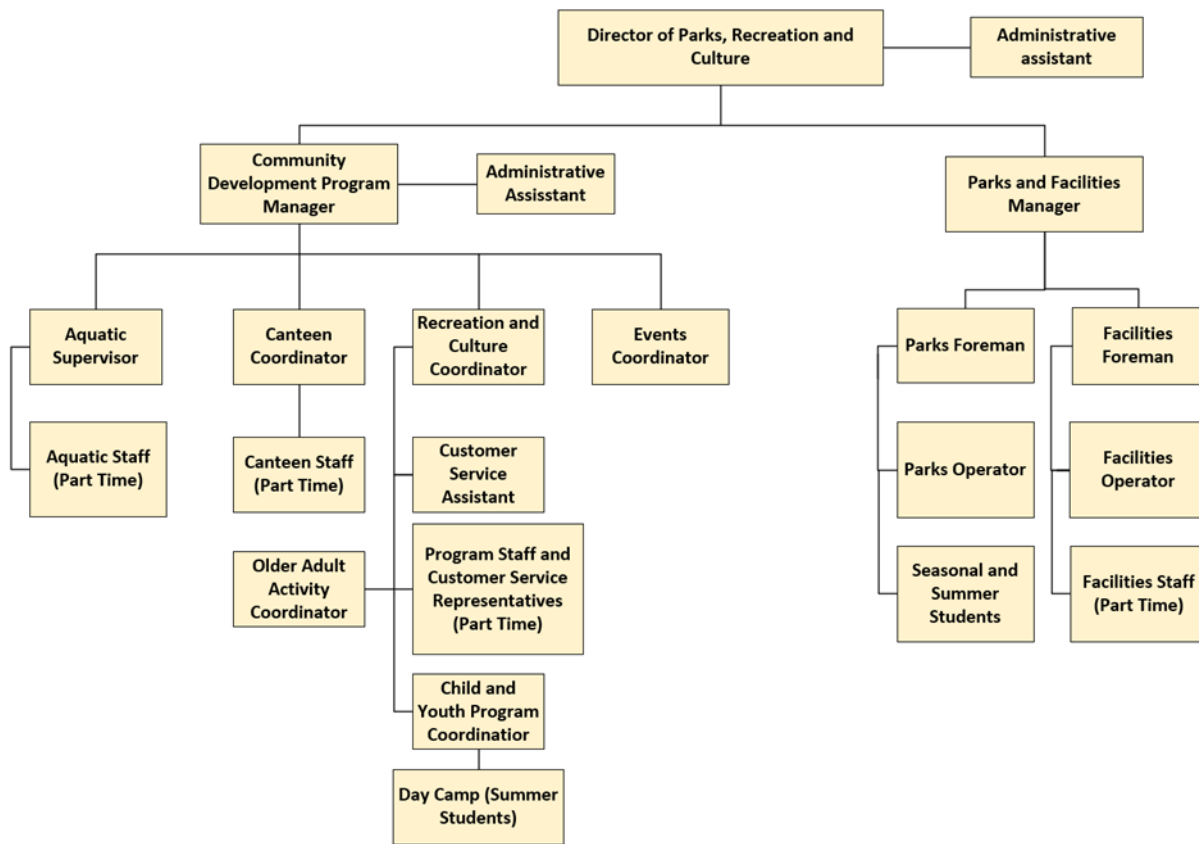 Director of Parks, Recreation and
Culture
Administrative
assistant
Community
Development Program
Manager
Administrative
Assisstant
Parks and Facilities
Manager
Aquatic
Supervisor
Canteen
Coordinator
Recreation and
Culture
Coordinator
Events
Coordinator
Parks Foreman
Facilities
Foreman
Aquatic Staff
(Part Time)
Canteen Staff
(Part Time)
Customer
Service
Assistant
Parks Operator
Facilities
Operator
Older Adult
Activity
Coordinator
Program Staff and
Customer Service
Representatives
(Part Time)
Seasonal and
Summer
Students
Facilities Staff
(Part Time)
Child and
Youth Program
Coordinatior
Day Camp (Summer
Students)